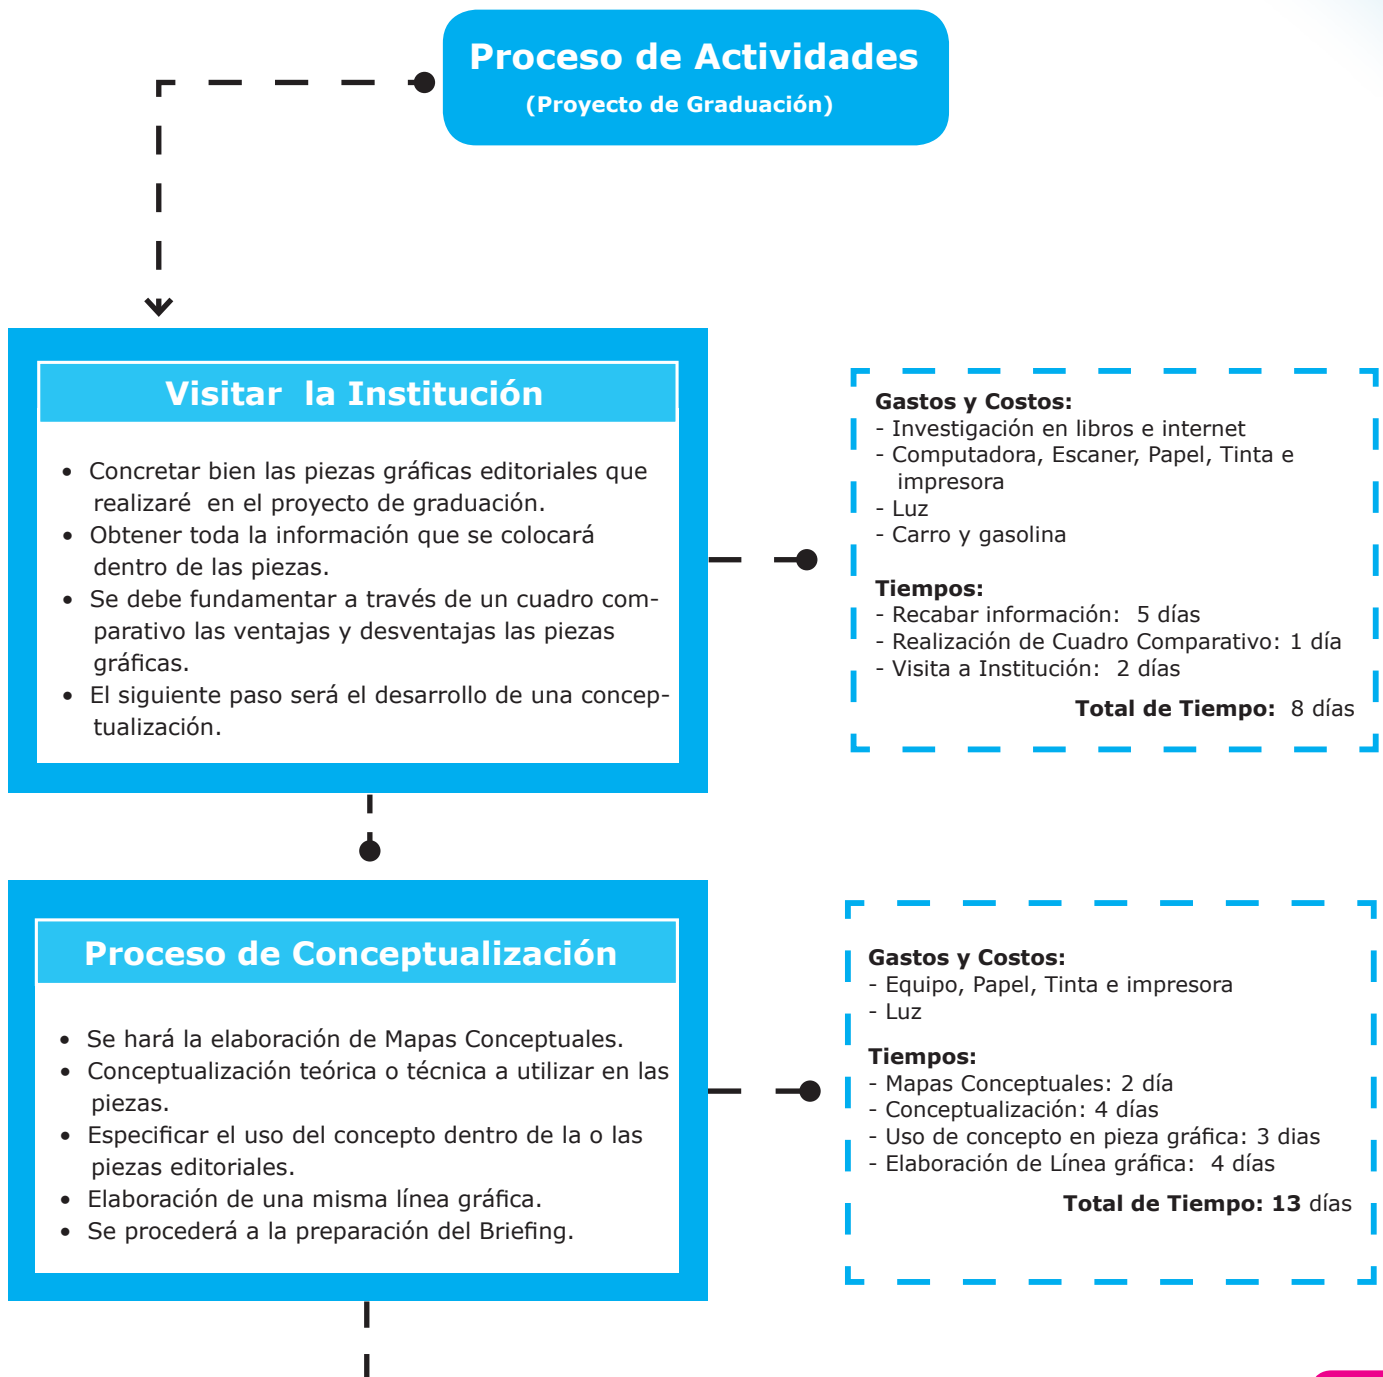 Proceso de Actividades
(Proyecto de Graduación)
Visitar  la Institución
• Concretar bien las piezas gráficas editoriales que
realizaré  en el proyecto de graduación.
• Obtener toda la información que se colocará
dentro de las piezas.
• Se debe fundamentar a través de un cuadro com-
parativo las ventajas y desventajas las piezas
gráficas.
• El siguiente paso será el desarrollo de una concep-
tualización.
Gastos y Costos:
- Investigación en libros e internet
- Computadora, Escaner, Papel, Tinta e
impresora
- Luz
- Carro y gasolina
Tiempos:
- Recabar información:  5 días
- Realización de Cuadro Comparativo: 1 día
- Visita a Institución:  2 días
Total de Tiempo:  8 días
Proceso de Conceptualización
• Se hará la elaboración de Mapas Conceptuales.
• Conceptualización teórica o técnica a utilizar en las
piezas.
• Especificar el uso del concepto dentro de la o las
piezas editoriales.
• Elaboración de una misma línea gráfica.
• Se procederá a la preparación del Briefing.
Gastos y Costos:
- Equipo, Papel, Tinta e impresora
- Luz
Tiempos:
- Mapas Conceptuales: 2 día
- Conceptualización: 4 días
- Uso de concepto en pieza gráfica: 3 dias
- Elaboración de Línea gráfica:  4 días
Total de Tiempo: 13 días